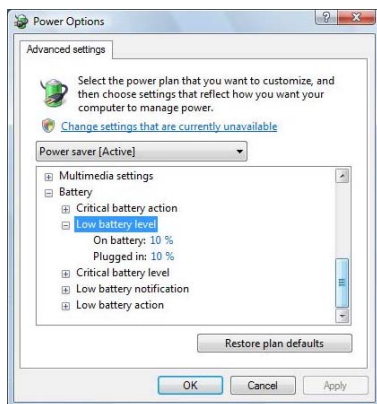 Power Options
Advanced settings
Select the power plan that you want to customize, and
then choose settings that reflect how you want your
computer to manage power.
Change settings that are currently unavailable
Power saver [Active]
Multimedia settings
Battery
Critical battery action
Low battery level
On battery: 10 %
Plugged in: 10 %
Critical battery level
Low battery notification
Low battery action
Restore plan defaults
OK Cancel Apply